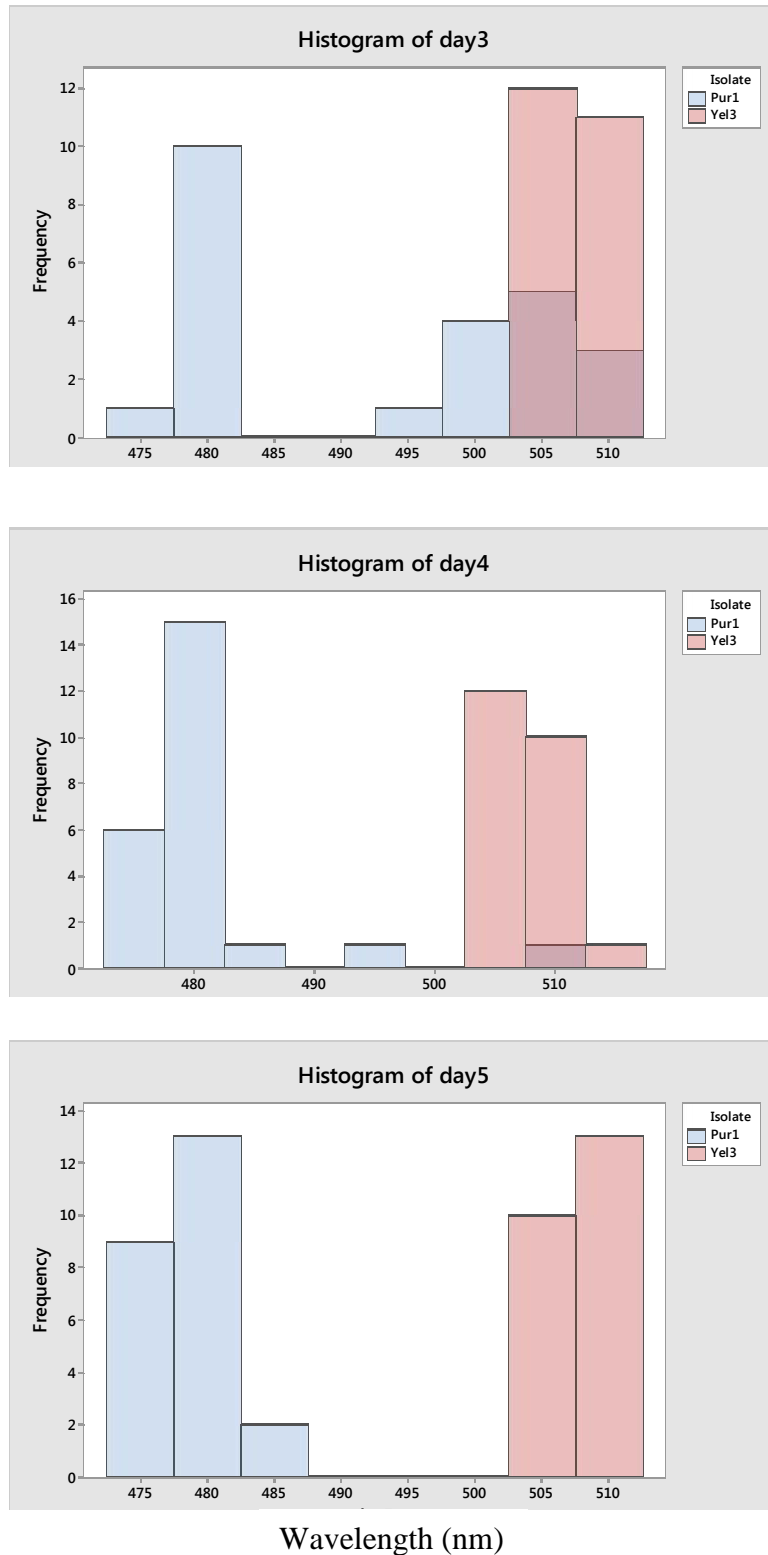 Histogram of day3
Isolate
Pur1
Yel3
12
10
8
6
4
2
0
Frequency
475 480 485 490 495 500 505 510
Histogram of day4
Isolate
Pur1
Yel3
16
14
12
10
8
6
4
2
0
Frequency
480 490 500 510
Histogram of day5
Isolate
Pur1
Yel3
14
12
10
8
6
4
2
0
Frequency
475 480 485 490 495 500 505 510
Wavelength (nm)